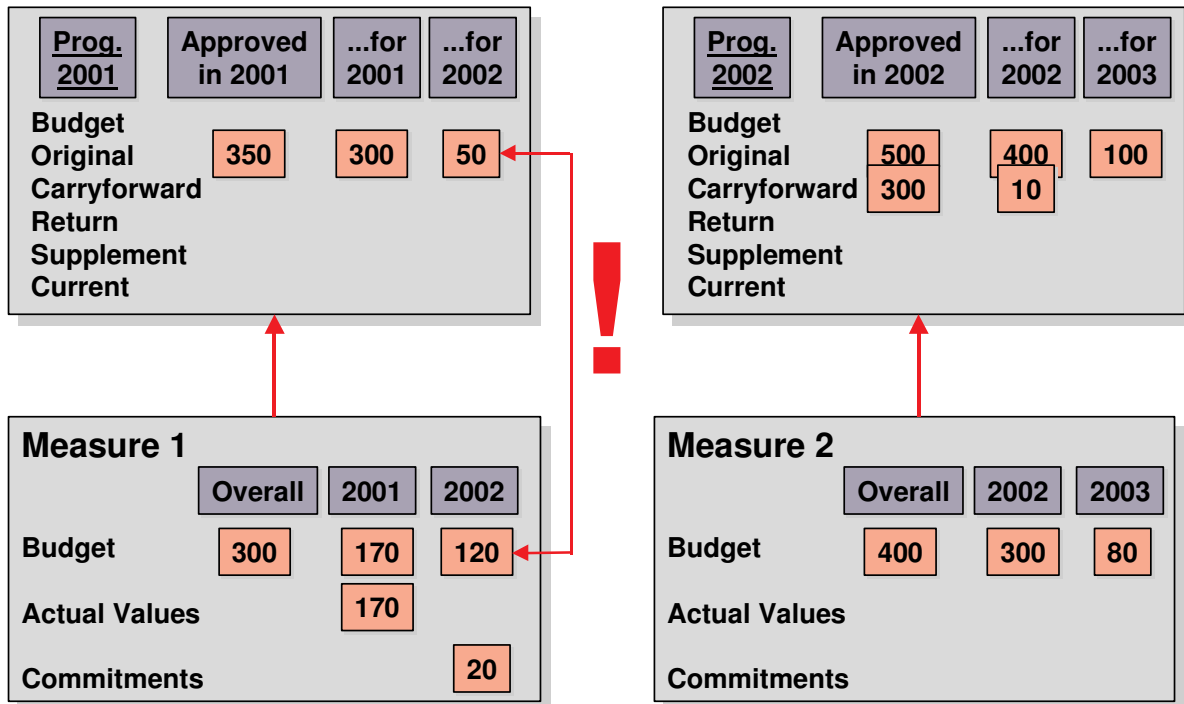 Prog. 2001
Approved in 2001
...for 2001
...for 2002
Budget
Original 350 300 50
Carryforward
Return
Supplement
Current
Prog. 2002
Approved in 2002
...for 2002
...for 2003
Budget
Original 500 400 100
Carryforward 300 10
Return
Supplement
Current
!
Measure 1
Overall 2001 2002
Budget 300 170 120
Actual Values 170
Commitments 20
Measure 2
Overall 2002 2003
Budget 400 300 80
Actual Values
Commitments